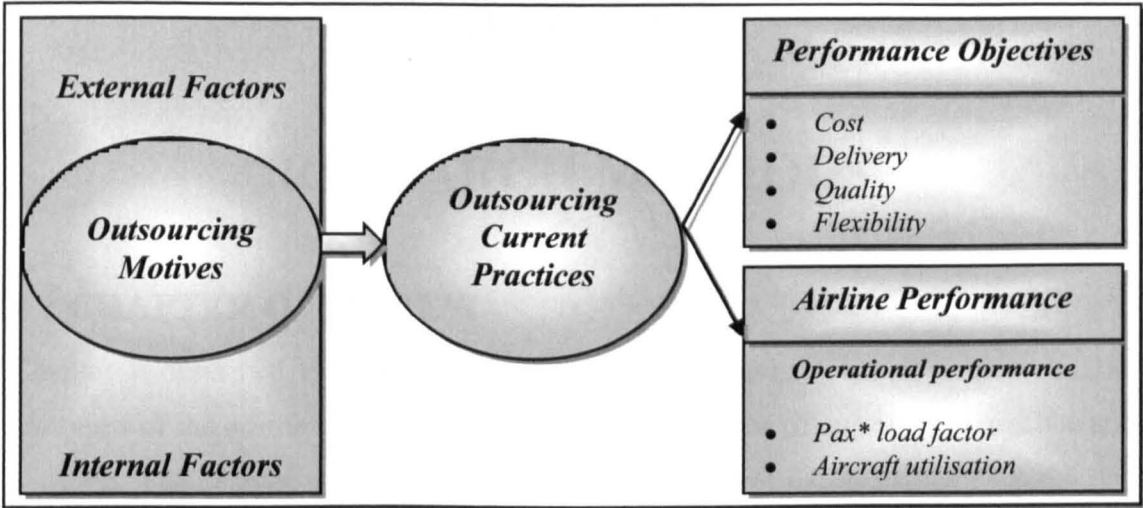 External Factors
Outsourcing
Motives
Internal Factors
Outsourcing
Current
Practices
Performance Objectives
• Cost
• Delivery
• Quality
• Flexibility
Airline Performance
Operational performance
• Pax* load factor
• Aircraft utilisation